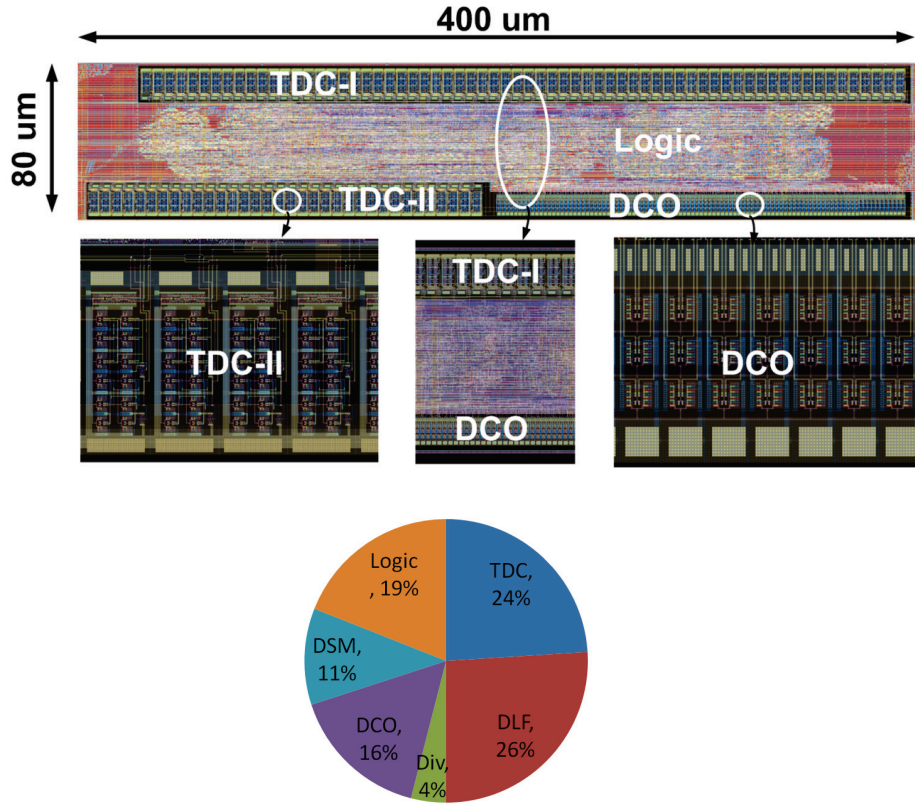 400 um
80 um
TDC-I
Logic
TDC-II
DCO
TDC-II
TDC-I
DCO
DCO
Logic
, 19%
TDC,
24%
DSM,
11%
DCO,
16%
Div,
4%
DLF,
26%